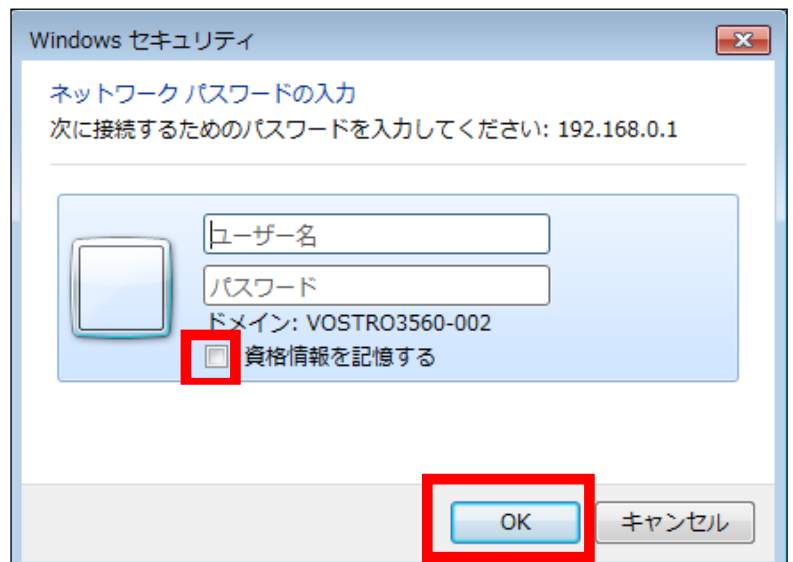 Windows セキュリティ
ネットワーク パスワードの入力
次に接続するためのパスワードを入力してください: 192.168.0.1
ユーザー名
パスワード
ドメイン: VOSTRO3560-002
資格情報を記憶する
OK キャンセル